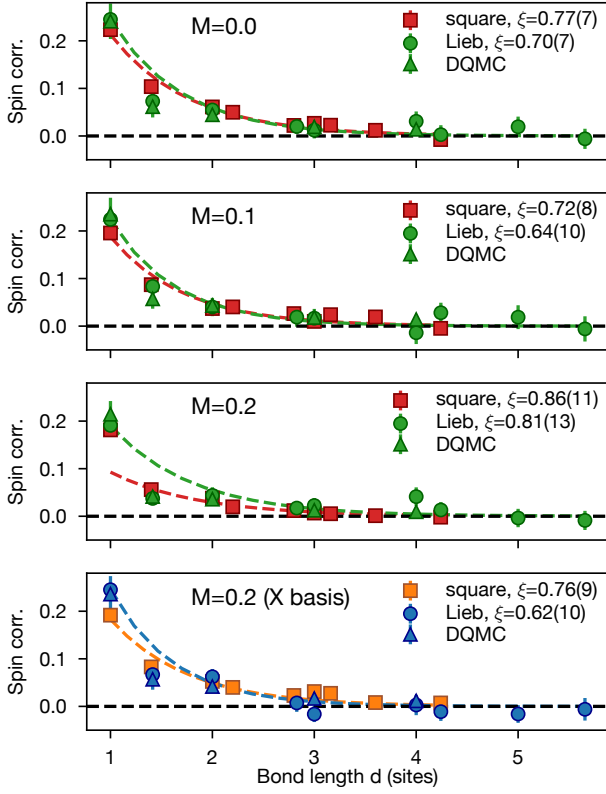 Spin corr.
0.2
0.1
0.0
M=0.0
square, ξ=0.77(7)
Lieb, ξ=0.70(7)
DQMC
Spin corr.
0.2
0.1
0.0
M=0.1
square, ξ=0.72(8)
Lieb, ξ=0.64(10)
DQMC
Spin corr.
0.2
0.1
0.0
M=0.2
square, ξ=0.86(11)
Lieb, ξ=0.81(13)
DQMC
Spin corr.
0.2
0.1
0.0
M=0.2 (X basis)
square, ξ=0.76(9)
Lieb, ξ=0.62(10)
DQMC
1 2 3 4 5
Bond length d (sites)